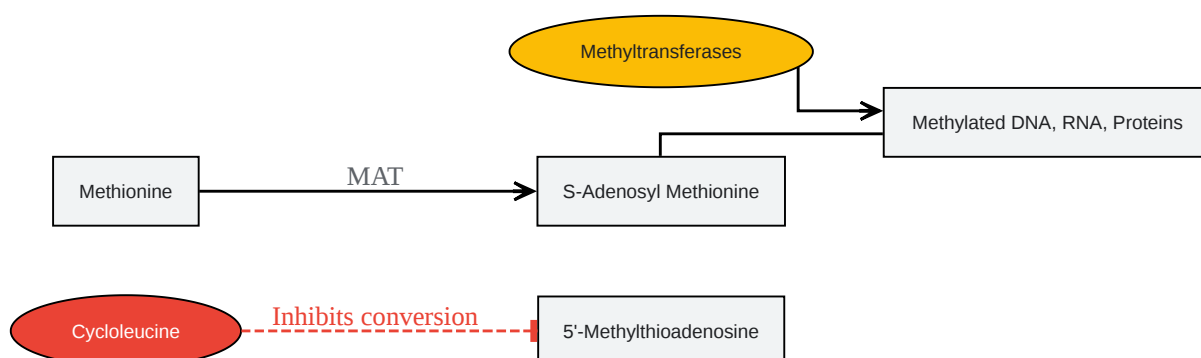 Methyltransferases
Methylated DNA, RNA, Proteins
Methionine
MAT
S-Adenosyl Methionine
Cycloleucine
Inhibits conversion
5'-Methylthioadenosine